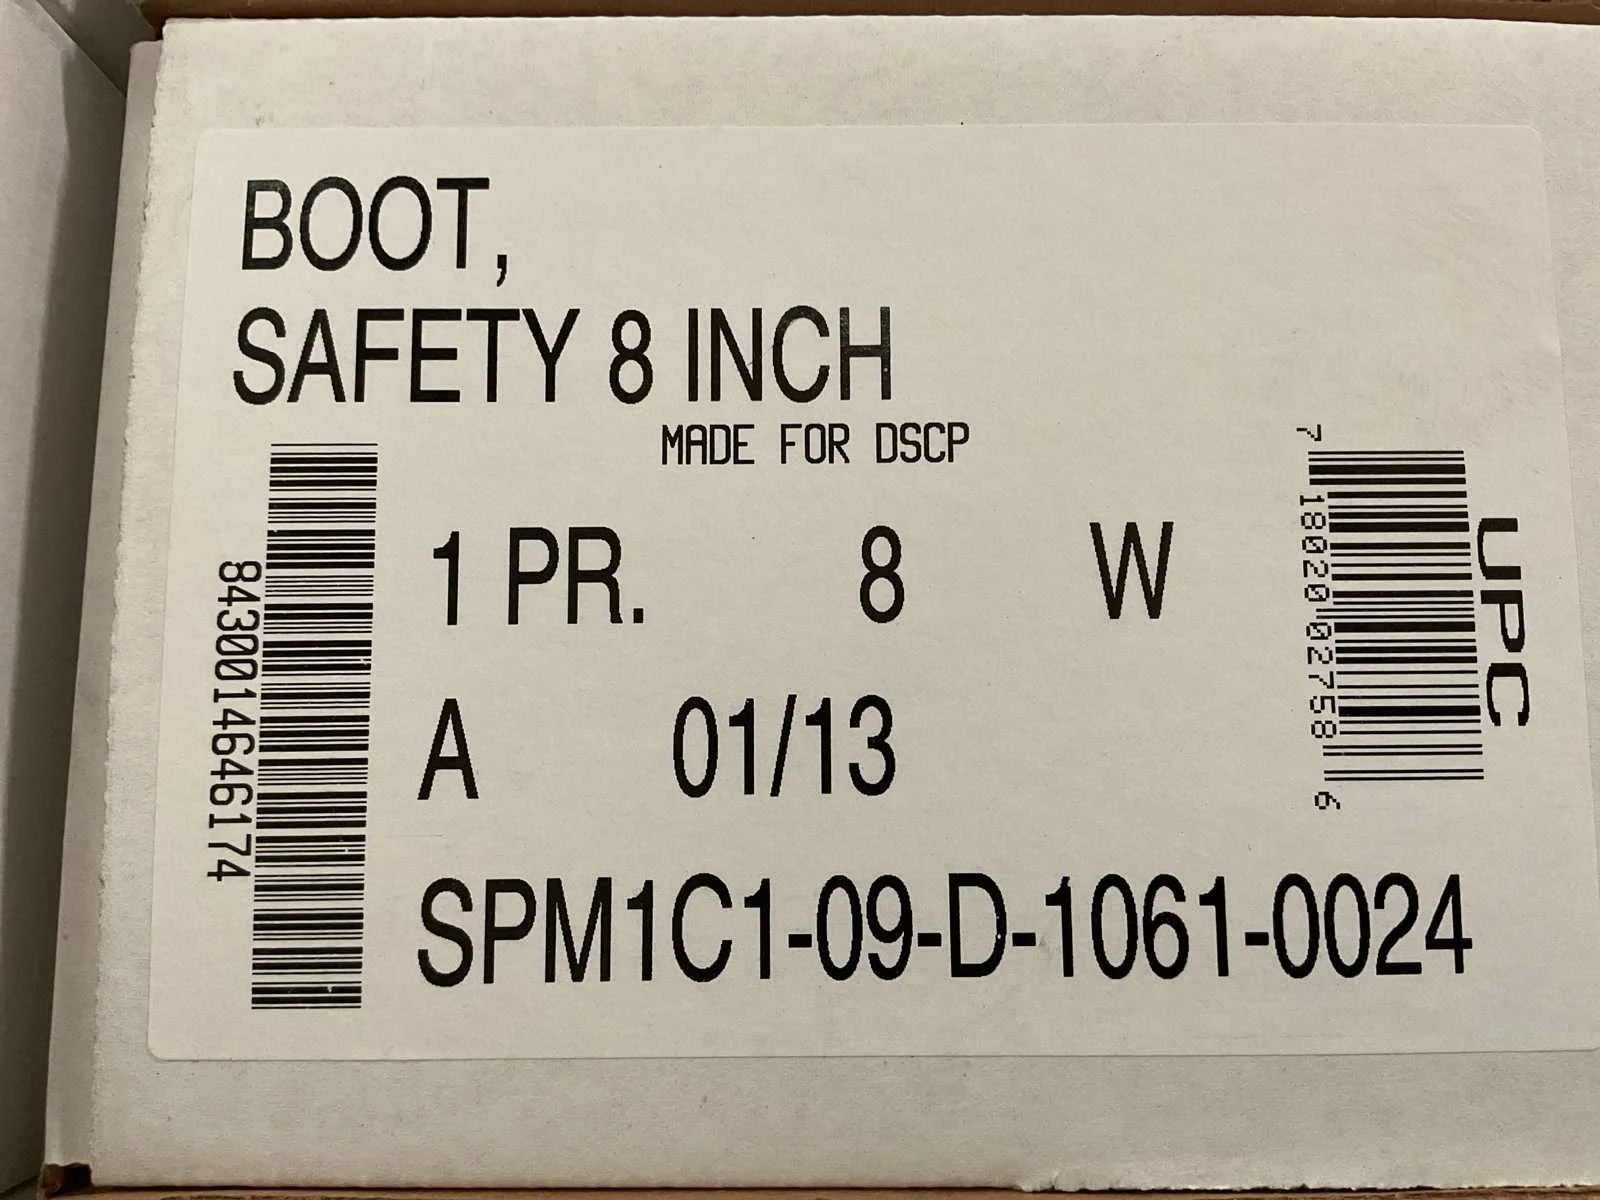 BOOT,
SAFETY 8 INCH
MADE FOR DSCP
1 PR. 8 W
A 01/13
SPM1C1-09-D-1061-0024
8430014646174
7 18020 02758 6
UPC